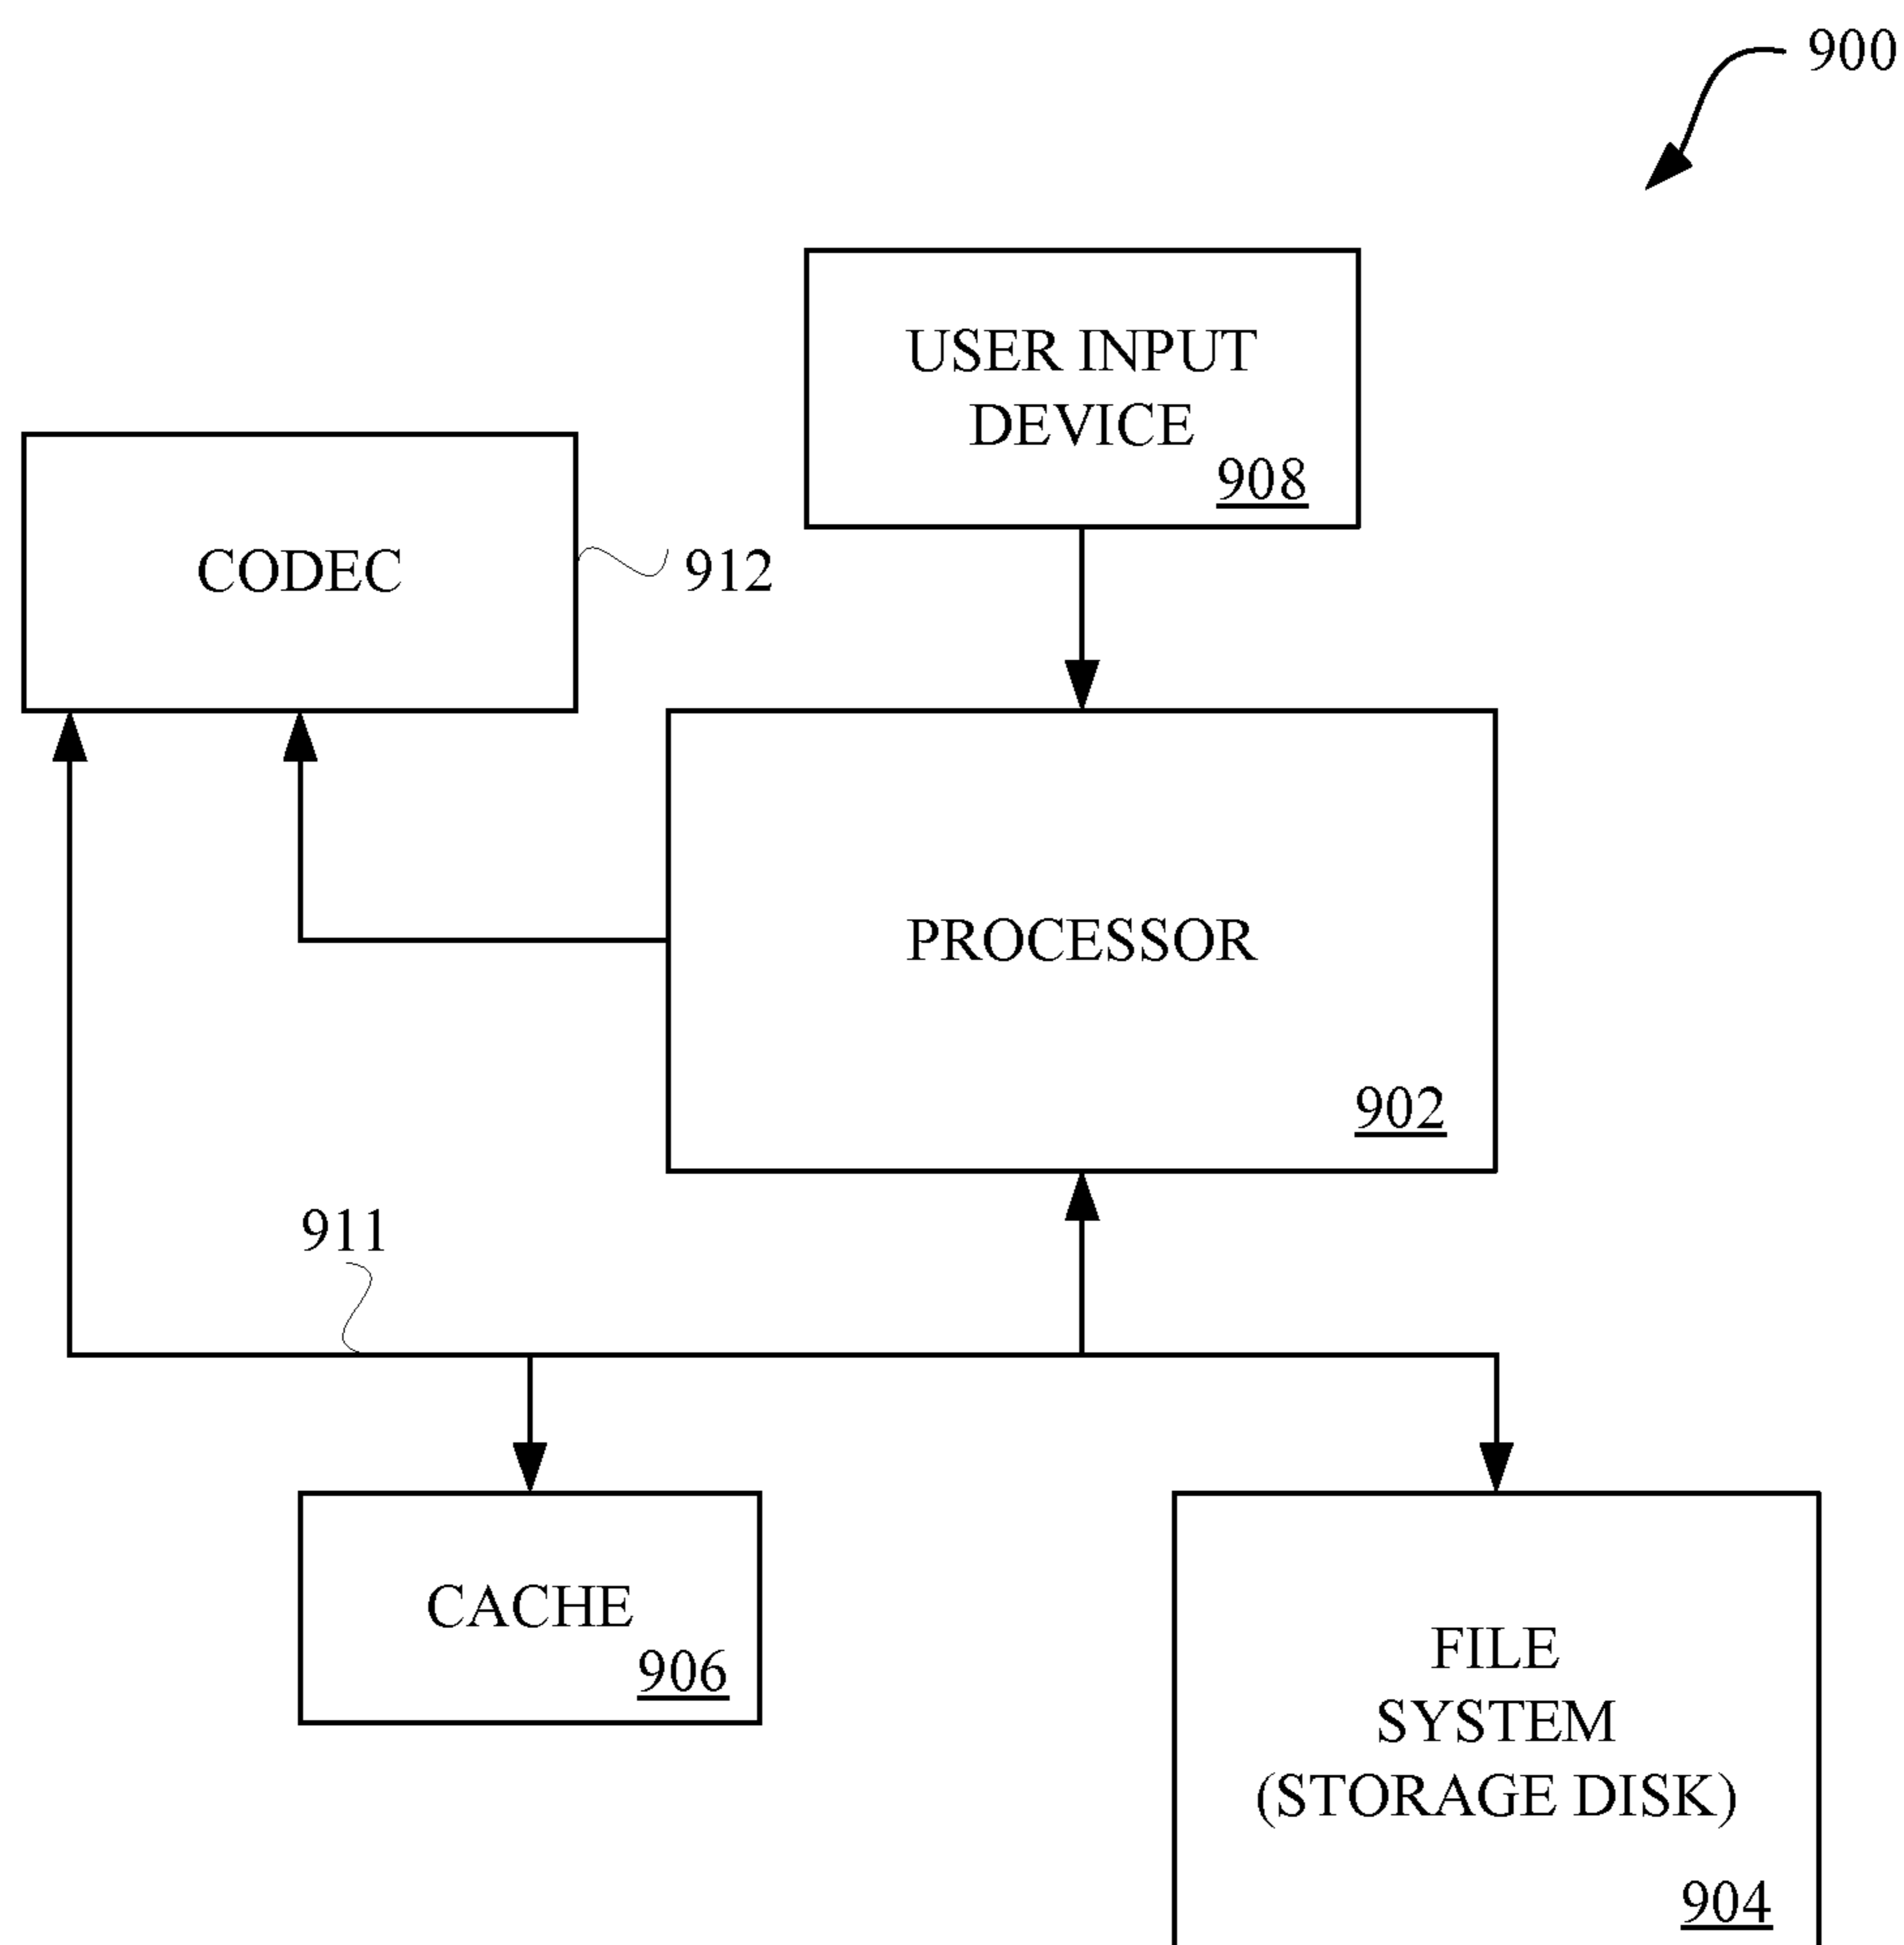 900
USER INPUT
DEVICE
908
CODEC
912
PROCESSOR
902
911
CACHE
906
FILE
SYSTEM
(STORAGE DISK)
904